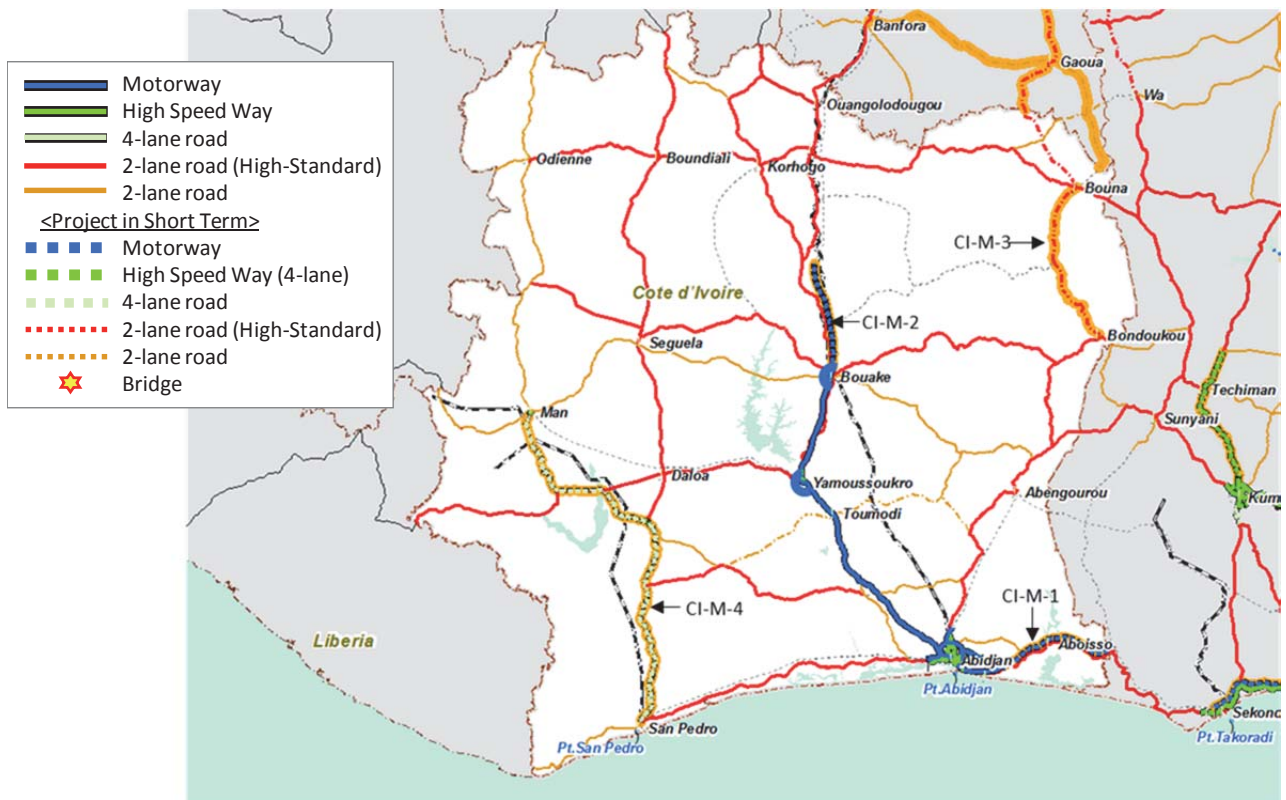 Motorway
High Speed Way
4-lane road
2-lane road (High-Standard)
2-lane road
<Project in Short Term>
Motorway
High Speed Way (4-lane)
4-lane road
2-lane road (High-Standard)
2-lane road
Bridge
Banfora
Gaoua
Wa
Ouangolodougou
Odienne
Boundiali
Korhogo
Bouna
CI-M-3
Cote d'Ivoire
CI-M-2
Seguela
Bondoukou
Bouake
Techiman
Man
Sunyani
Daloa
Yamoussoukro
Abengourou
Kum
Toumodi
CI-M-4
CI-M-1
Liberia
Aboisso
Abidjan
Pt.Abidjan
San Pedro
Pt.San Pedro
Sekonc
Pt.Takoradi